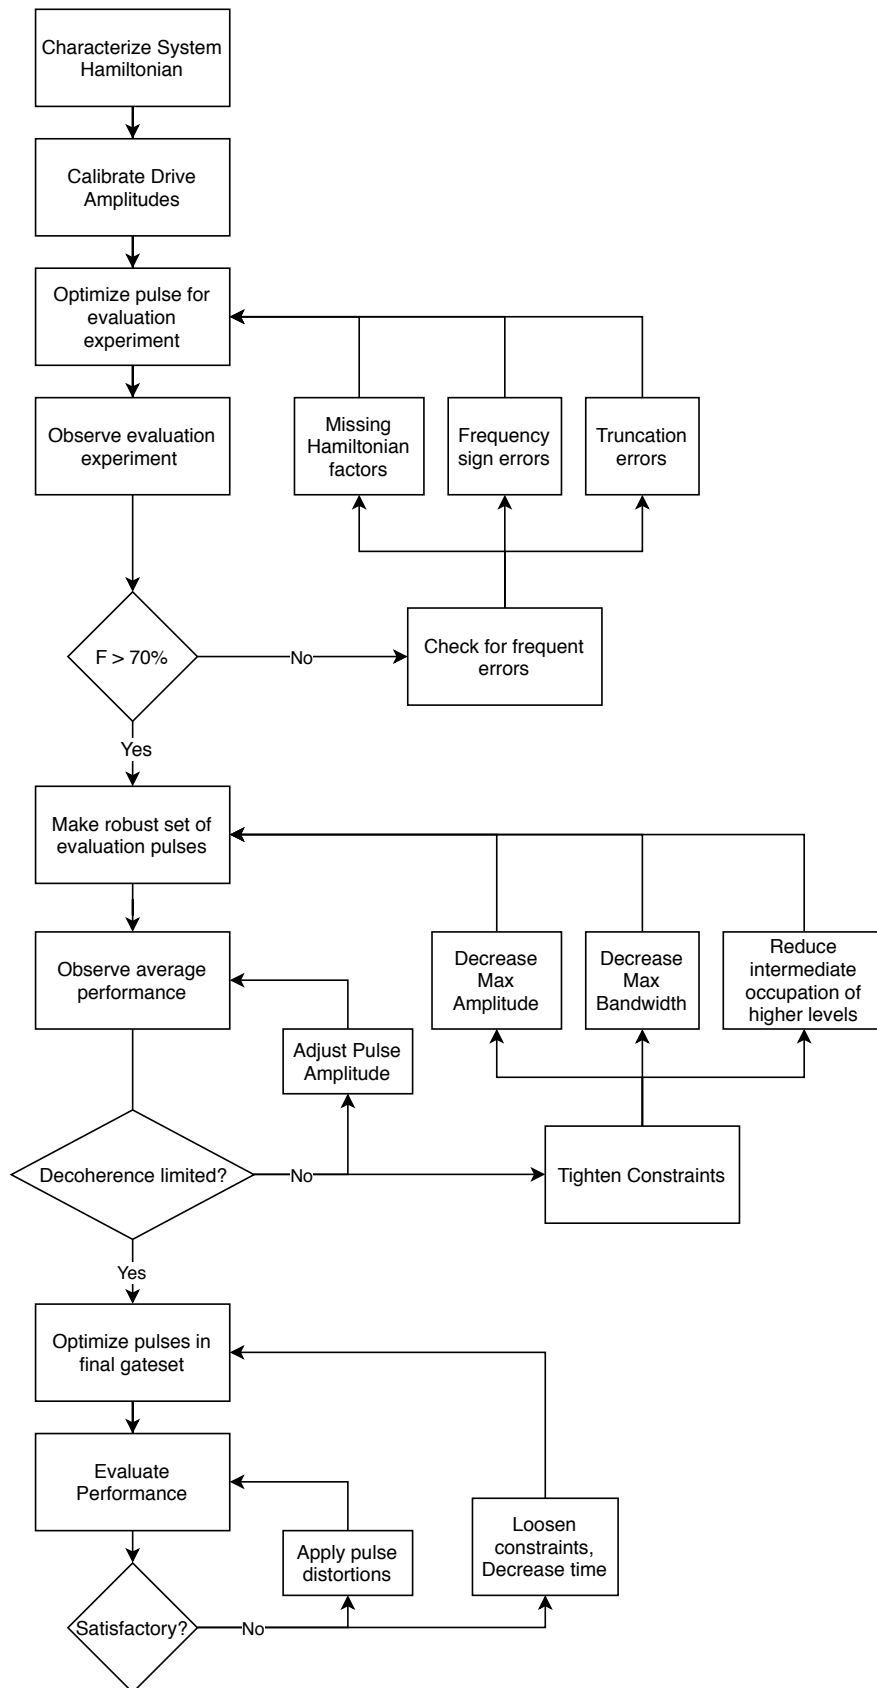 Characterize System
Hamiltonian
Calibrate Drive
Amplitudes
Optimize pulse for
evaluation
experiment
Observe evaluation
experiment
Missing
Hamiltonian
factors
Frequency
sign errors
Truncation
errors
F > 70%
No
Check for frequent
errors
Yes
Make robust set of
evaluation pulses
Observe average
performance
Decrease
Max
Amplitude
Decrease
Max
Bandwidth
Reduce
intermediate
occupation of
higher levels
Adjust Pulse
Amplitude
Decoherence limited?
No
Tighten Constraints
Yes
Optimize pulses in
final gateset
Evaluate
Performance
Apply pulse
distortions
Loosen
constraints,
Decrease time
Satisfactory?
No